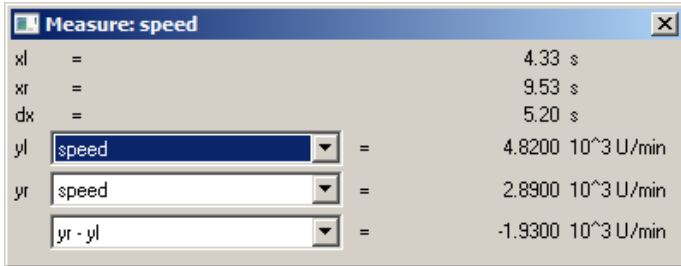 Measure: speed
xl = 4.33 s
xr = 9.53 s
dx = 5.20 s
yl speed = 4.8200 10^3 U/min
yr speed = 2.8900 10^3 U/min
yr - yl = -1.9300 10^3 U/min